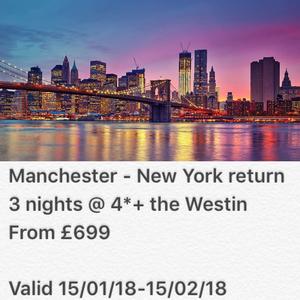 Manchester - New York return
3 nights @ 4*+ the Westin
From £699
Valid 15/01/18-15/02/18